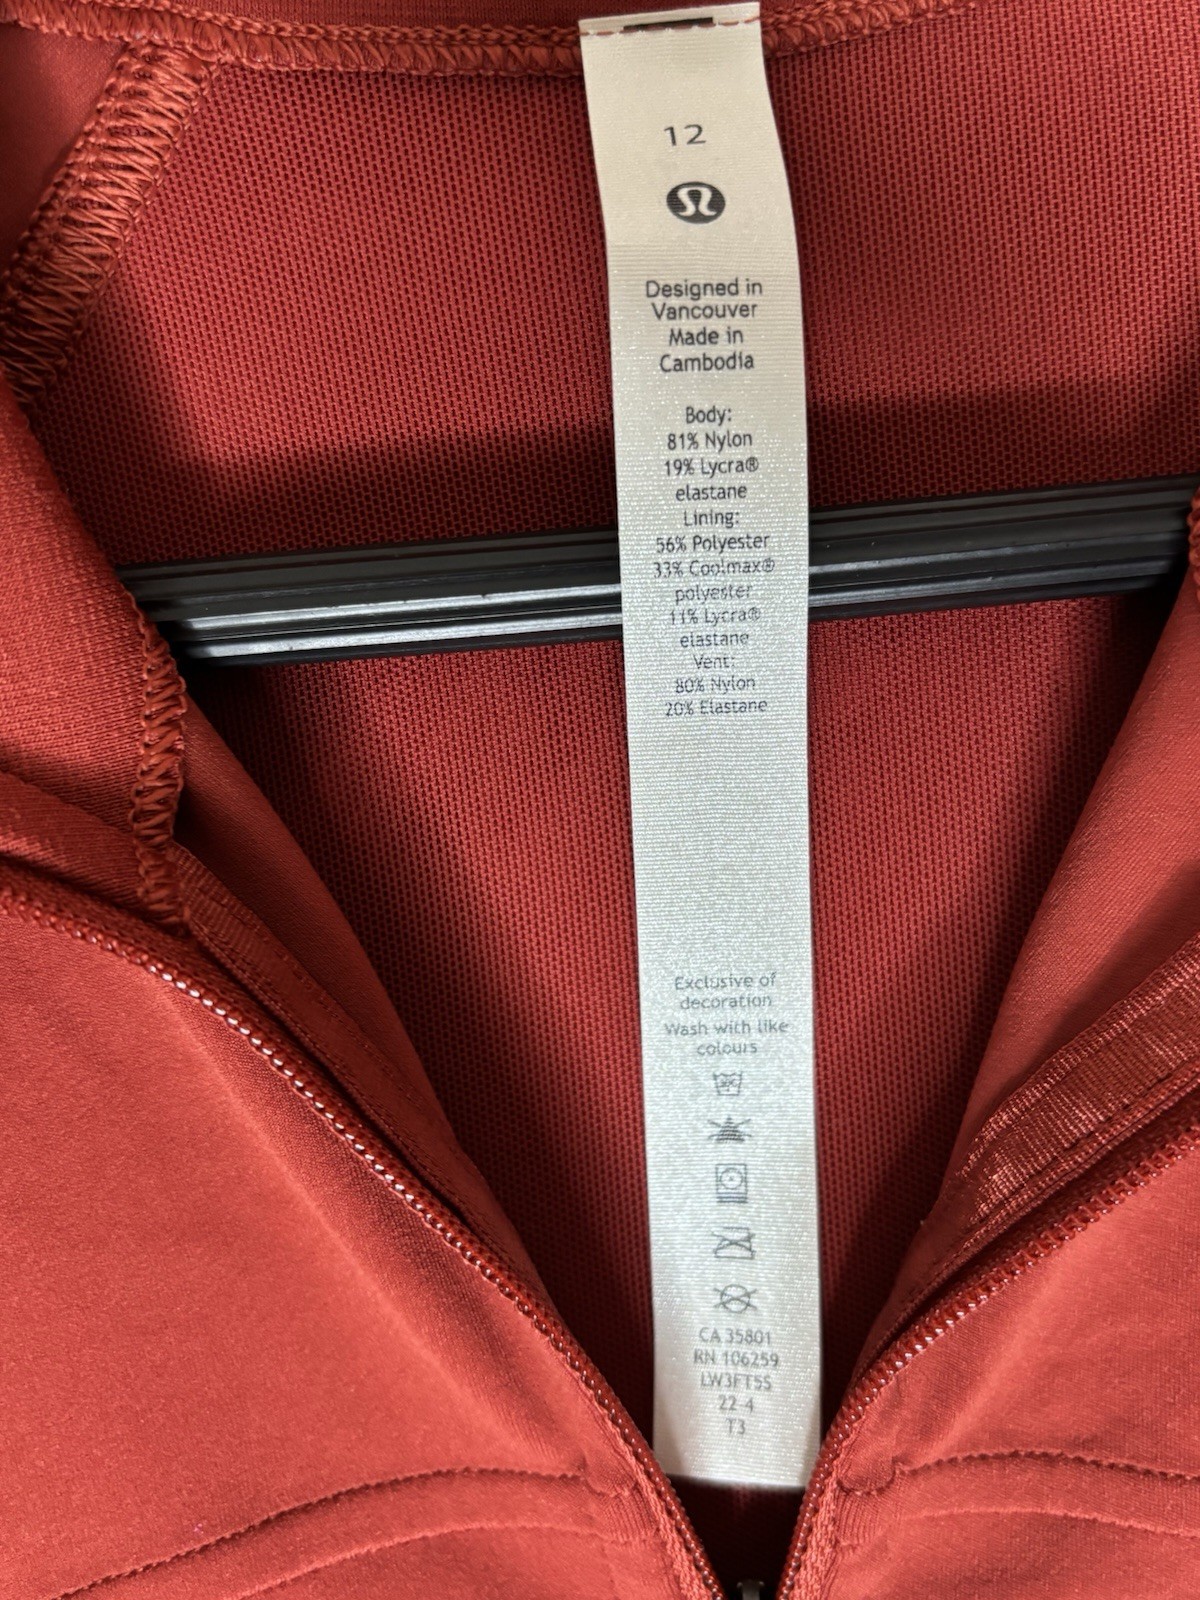 12
Designed in
Vancouver
Made in
Cambodia
Body:
81% Nylon
19% Lycra®
elastane
Lining:
56% Polyester
33% Coolmax®
polyester
11% Lycra®
elastane
Vent:
80% Nylon
20% Elastane
Exclusive of
decoration
Wash with like
colours
CA 35801
RN 106259
LW3FTSS
22-4
T3